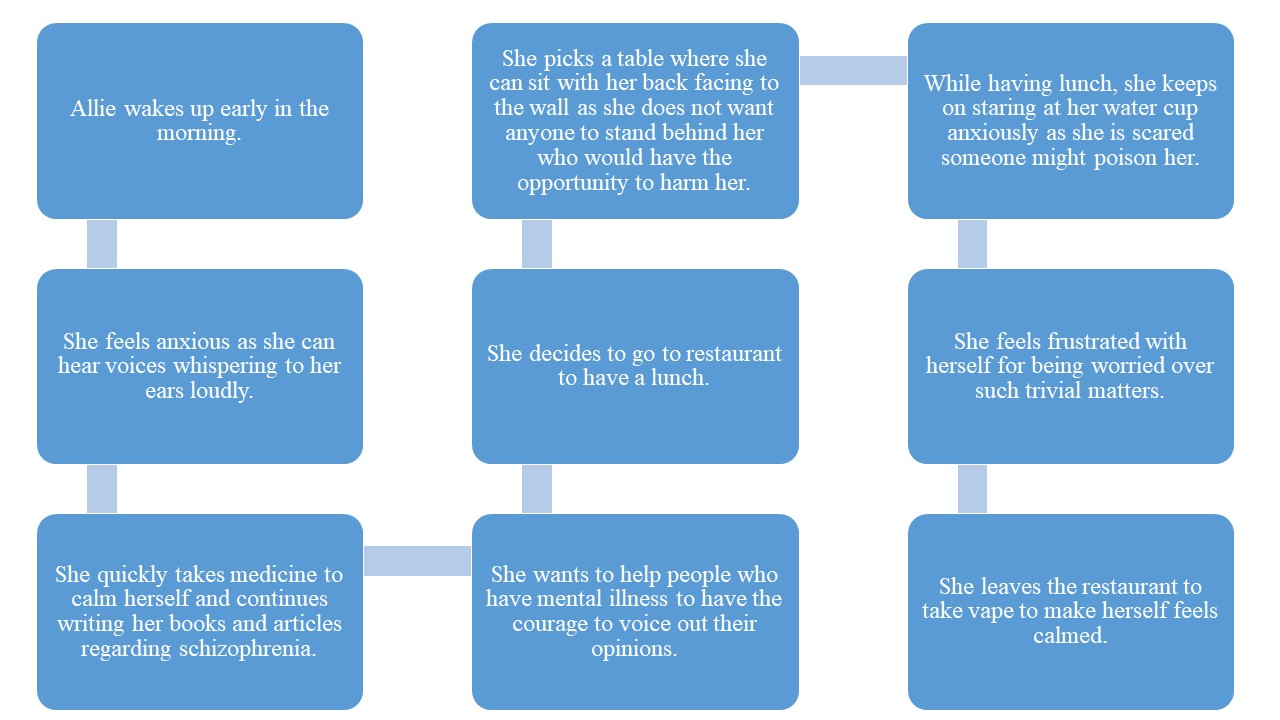 Allie wakes up early in the
morning.
She feels anxious as she can
hear voices whispering to her
ears loudly.
She quickly takes medicine to
calm herself and continues
writing her books and articles
regarding schizophrenia.
She wants to help people who
have mental illness to have the
courage to voice out their
opinions.
She decides to go to restaurant
to have a lunch.
She picks a table where she
can sit with her back facing to
the wall as she does not want
anyone to stand behind her
who would have the
opportunity to harm her.
While having lunch, she keeps
on staring at her water cup
anxiously as she is scared
someone might poison her.
She feels frustrated with
herself for being worried over
such trivial matters.
She leaves the restaurant to
take vape to make herself feels
calmed.